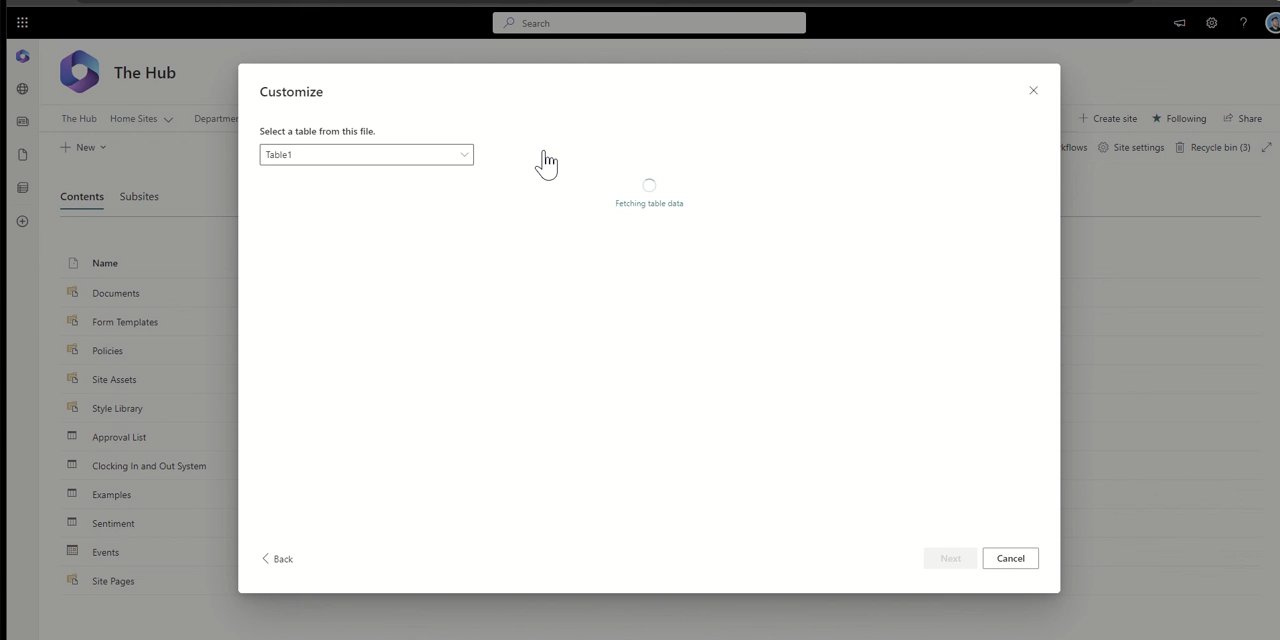 Search
The Hub
The Hub Home Sites Departmen
Create site Following Share
New
kflows Site settings Recycle bin (3)
Contents Subsites
Name
Documents
Form Templates
Policies
Site Assets
Style Library
Approval List
Clocking In and Out System
Examples
Sentiment
Events
Site Pages
Customize
Select a table from this file.
Table1
Fetching table data
Back
Next Cancel